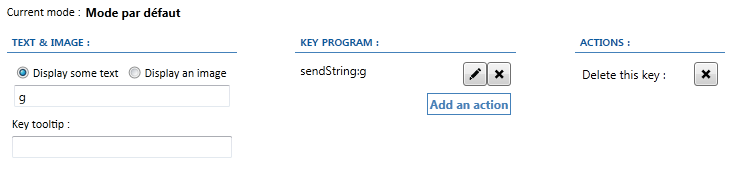 Current mode : Mode par défaut
TEXT & IMAGE :
Display some text Display an image
g
Key tooltip :
KEY PROGRAM :
sendString:g
Add an action
ACTIONS :
Delete this key :